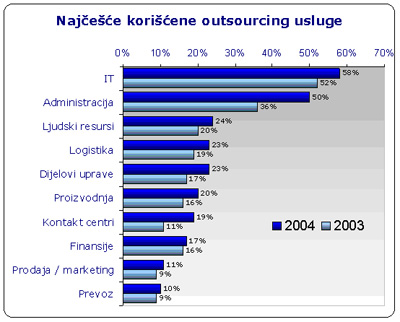 Najčešće korišćene outsourcing usluge
0% 10% 20% 30% 40% 50% 60% 70%
IT 58% 52%
Administracija 50% 36%
Ljudski resursi 24% 20%
Logistika 23% 19%
Dijelovi uprave 23% 17%
Proizvodnja 20% 16%
Kontakt centri 19% 11%
2004 2003
Finansije 17% 16%
Prodaja / marketing 11% 9%
Prevoz 10% 9%